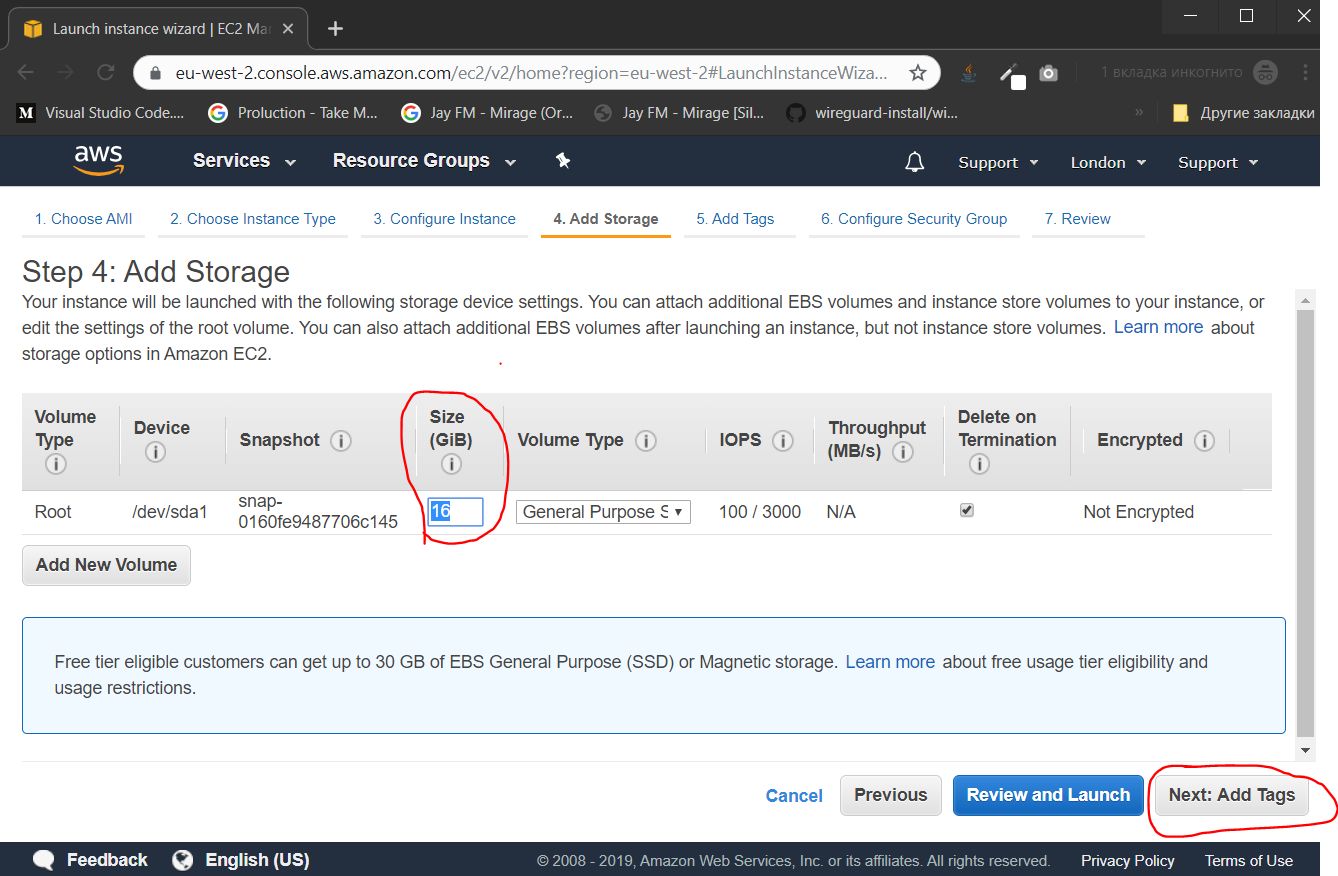 Launch instance wizard | EC2 Ma
eu-west-2.console.aws.amazon.com/ec2/v2/home?region=eu-west-2#LaunchInstanceWiza...
1 вкладка инкогнито
M Visual Studio Code.... Proluction - Take M... Jay FM - Mirage (Or... Jay FM - Mirage [Sil... wireguard-install/wi... » Другие закладки
aws Services Resource Groups Support London Support
1. Choose AMI 2. Choose Instance Type 3. Configure Instance 4. Add Storage 5. Add Tags 6. Configure Security Group 7. Review
Step 4: Add Storage
Your instance will be launched with the following storage device settings. You can attach additional EBS volumes and instance store volumes to your instance, or
edit the settings of the root volume. You can also attach additional EBS volumes after launching an instance, but not instance store volumes. Learn more about
storage options in Amazon EC2.
Volume Type Device Snapshot Size (GiB) Volume Type IOPS Throughput (MB/s) Delete on Termination Encrypted
Root /dev/sda1 snap-0160fe9487706c145 16 General Purpose S 100 / 3000 N/A Not Encrypted
Add New Volume
Free tier eligible customers can get up to 30 GB of EBS General Purpose (SSD) or Magnetic storage. Learn more about free usage tier eligibility and
usage restrictions.
Cancel Previous Review and Launch Next: Add Tags
Feedback English (US) © 2008 - 2019, Amazon Web Services, Inc. or its affiliates. All rights reserved. Privacy Policy Terms of Use